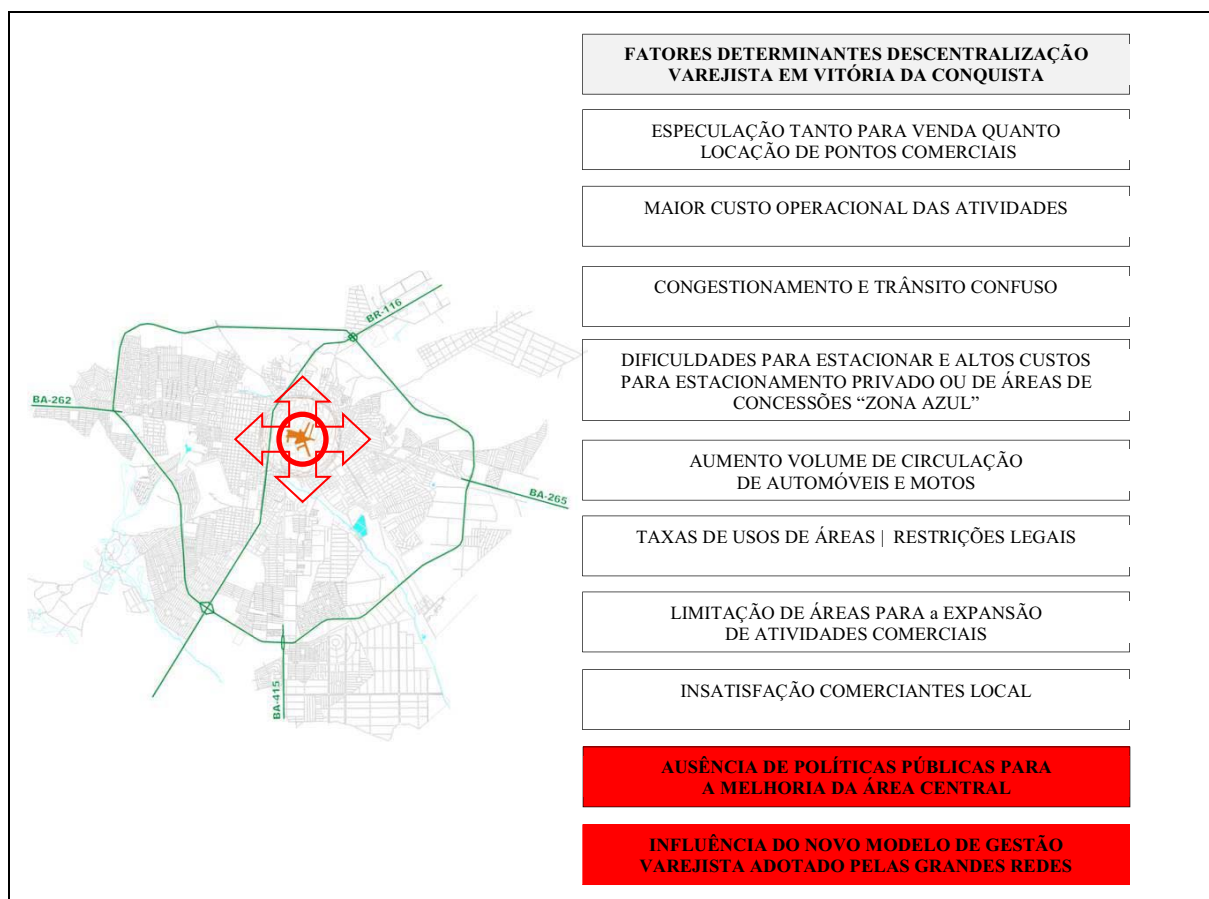 FATORES DETERMINANTES DESCENTRALIZAÇÃO
VAREJISTA EM VITÓRIA DA CONQUISTA
ESPECULAÇÃO TANTO PARA VENDA QUANTO
LOCAÇÃO DE PONTOS COMERCIAIS
MAIOR CUSTO OPERACIONAL DAS ATIVIDADES
CONGESTIONAMENTO E TRÂNSITO CONFUSO
DIFICULDADES PARA ESTACIONAR E ALTOS CUSTOS
PARA ESTACIONAMENTO PRIVADO OU DE ÁREAS DE
CONCESSÕES “ZONA AZUL”
AUMENTO VOLUME DE CIRCULAÇÃO
DE AUTOMÓVEIS E MOTOS
TAXAS DE USOS DE ÁREAS | RESTRIÇÕES LEGAIS
LIMITAÇÃO DE ÁREAS PARA a EXPANSÃO
DE ATIVIDADES COMERCIAIS
INSATISFAÇÃO COMERCIANTES LOCAL
AUSÊNCIA DE POLÍTICAS PÚBLICAS PARA
A MELHORIA DA ÁREA CENTRAL
INFLUÊNCIA DO NOVO MODELO DE GESTÃO
VAREJISTA ADOTADO PELAS GRANDES REDES
BR-116
BA-262
BA-265
BA-415